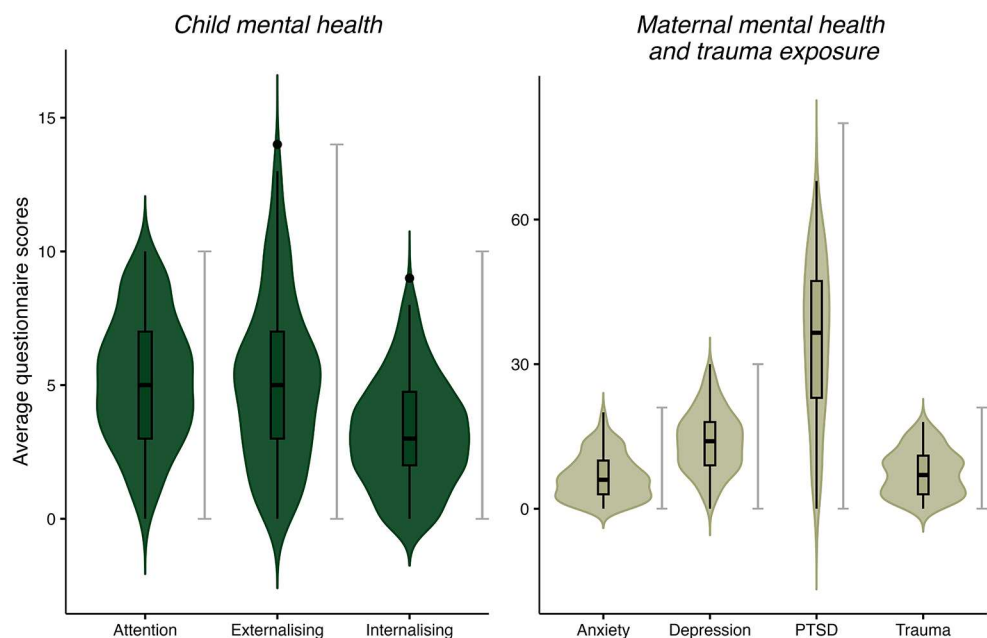 Child mental health
Maternal mental health
and trauma exposure
Average questionnaire scores
15
10
5
0
60
30
0
Attention
Externalising
Internalising
Anxiety
Depression
PTSD
Trauma